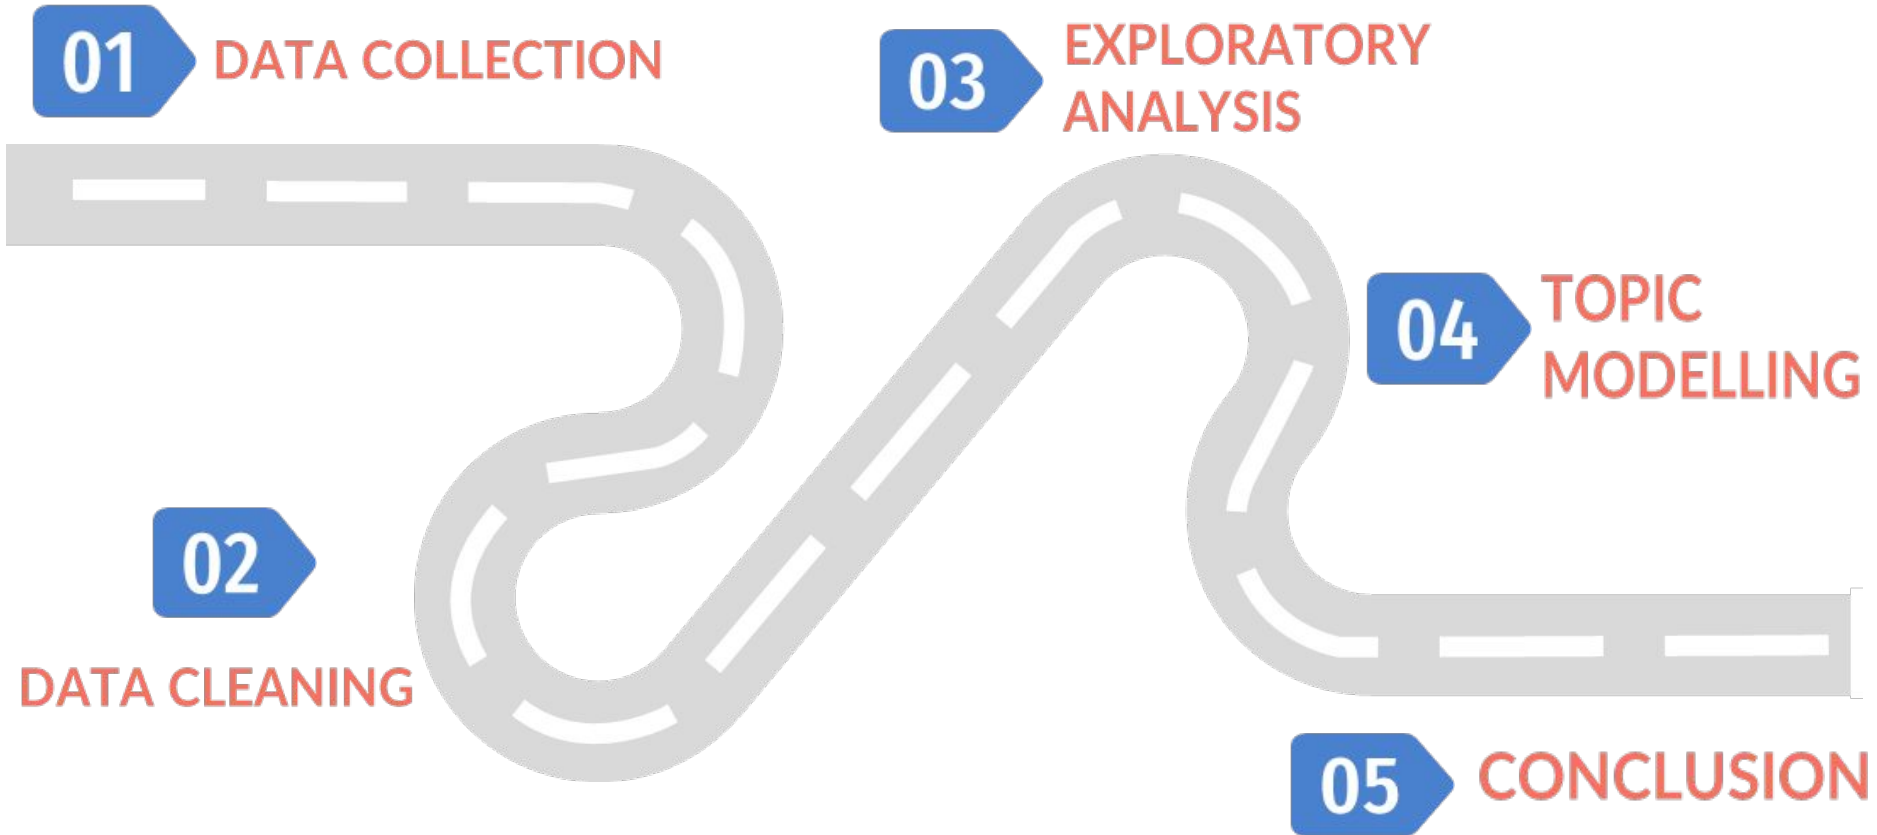 01
DATA COLLECTION
02
DATA CLEANING
03
EXPLORATORY
ANALYSIS
04
TOPIC
MODELLING
05
CONCLUSION